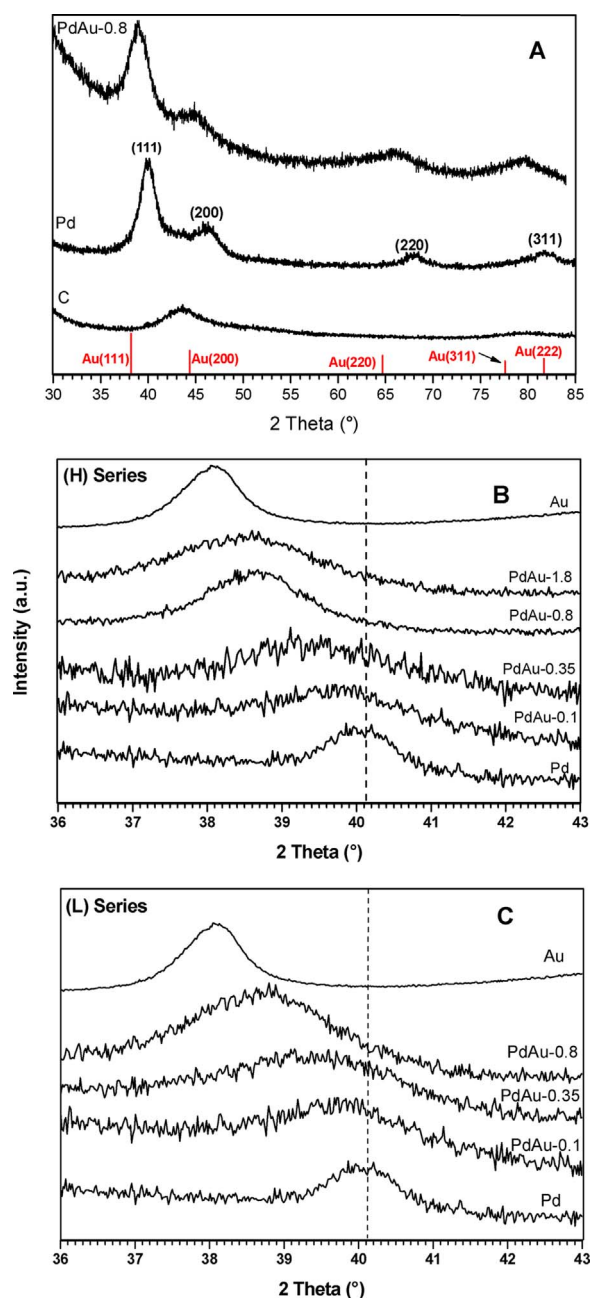 PdAu-0.8
A
(111)
Pd
(200)
(220)
(311)
C
Au(111)
Au(200)
Au(220)
Au(311)
Au(222)
30 35 40 45 50 55 60 65 70 75 80 85
2 Theta (°)
(H) Series
B
Au
PdAu-1.8
PdAu-0.8
PdAu-0.35
PdAu-0.1
Pd
Intensity (a.u.)
36 37 38 39 40 41 42 43
2 Theta (°)
(L) Series
C
Au
PdAu-0.8
PdAu-0.35
PdAu-0.1
Pd
36 37 38 39 40 41 42 43
2 Theta (°)